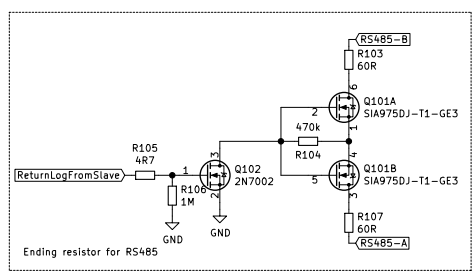 RS485-B
R103
60R
6
Q101A
2
SIA975DJ-T1-GE3
1
470k
R104
R105
4R7
3
Q102
4
Q101B
ReturnLogFromSlave
1
2N7002
5
SIA975DJ-T1-GE3
R106
1M
2
3
GND
GND
R107
60R
Ending resistor for RS485
RS485-A